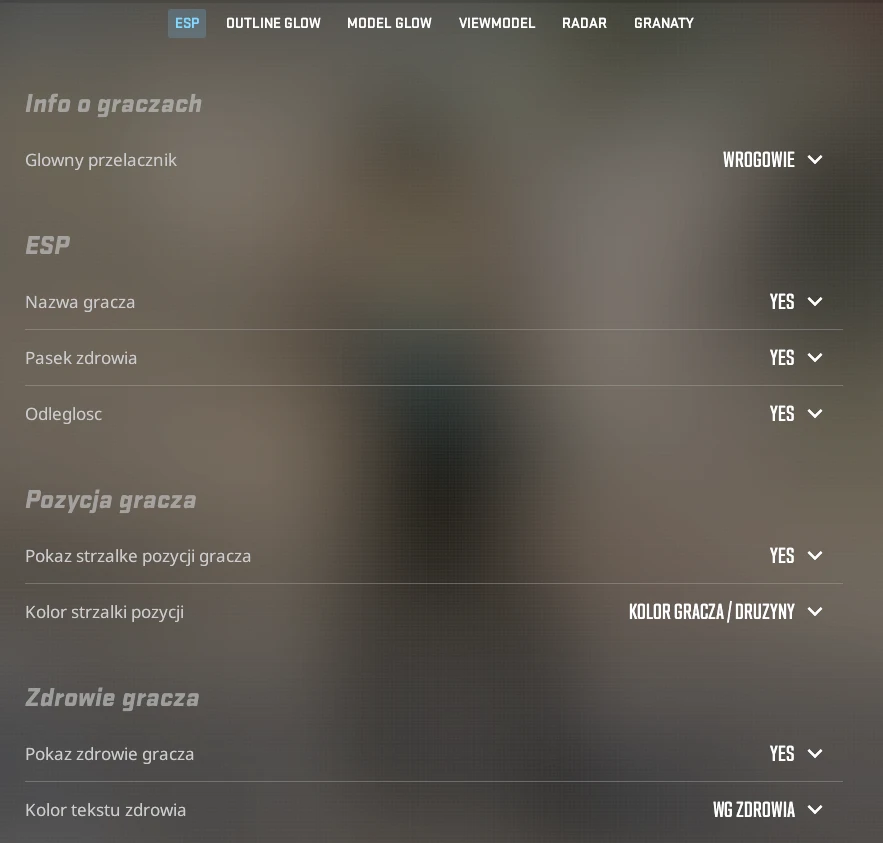 ESP OUTLINE GLOW MODEL GLOW VIEWMODEL RADAR GRANATY
Info o graczach
Glowny przelacznik WROGOWIE
ESP
Nazwa gracza YES
Pasek zdrowia YES
Odleglosc YES
Pozycja gracza
Pokaz strzalke pozycji gracza YES
Kolor strzalki pozycji KOLOR GRACZA / DRUZYNY
Zdrowie gracza
Pokaz zdrowie gracza YES
Kolor tekstu zdrowia WG ZDROWIA